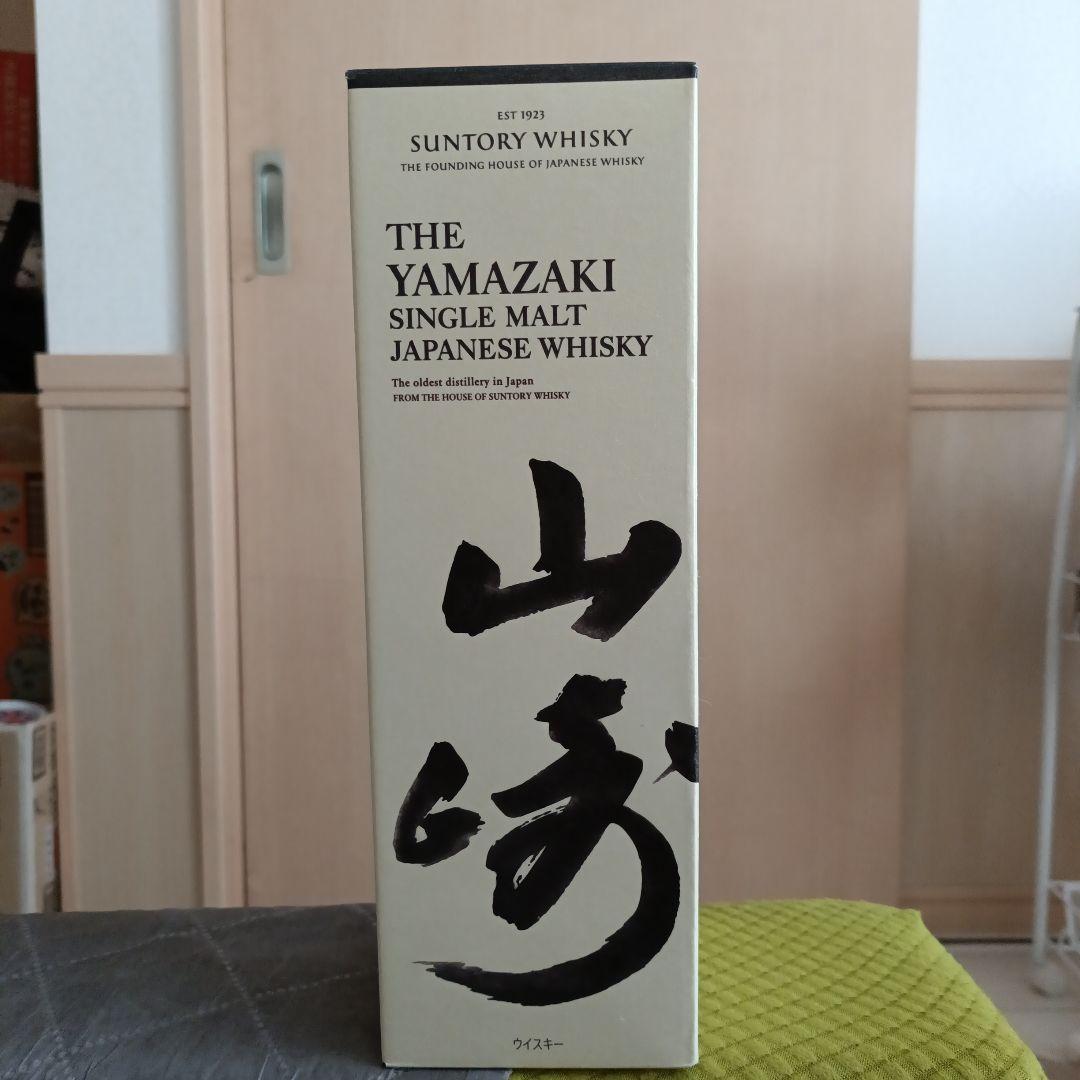 EST 1923
SUNTORY WHISKY
THE FOUNDING HOUSE OF JAPANESE WHISKY
THE
YAMAZAKI
SINGLE MALT
JAPANESE WHISKY
The oldest distillery in Japan
FROM THE HOUSE OF SUNTORY WHISKY
山
崎
ウイスキー